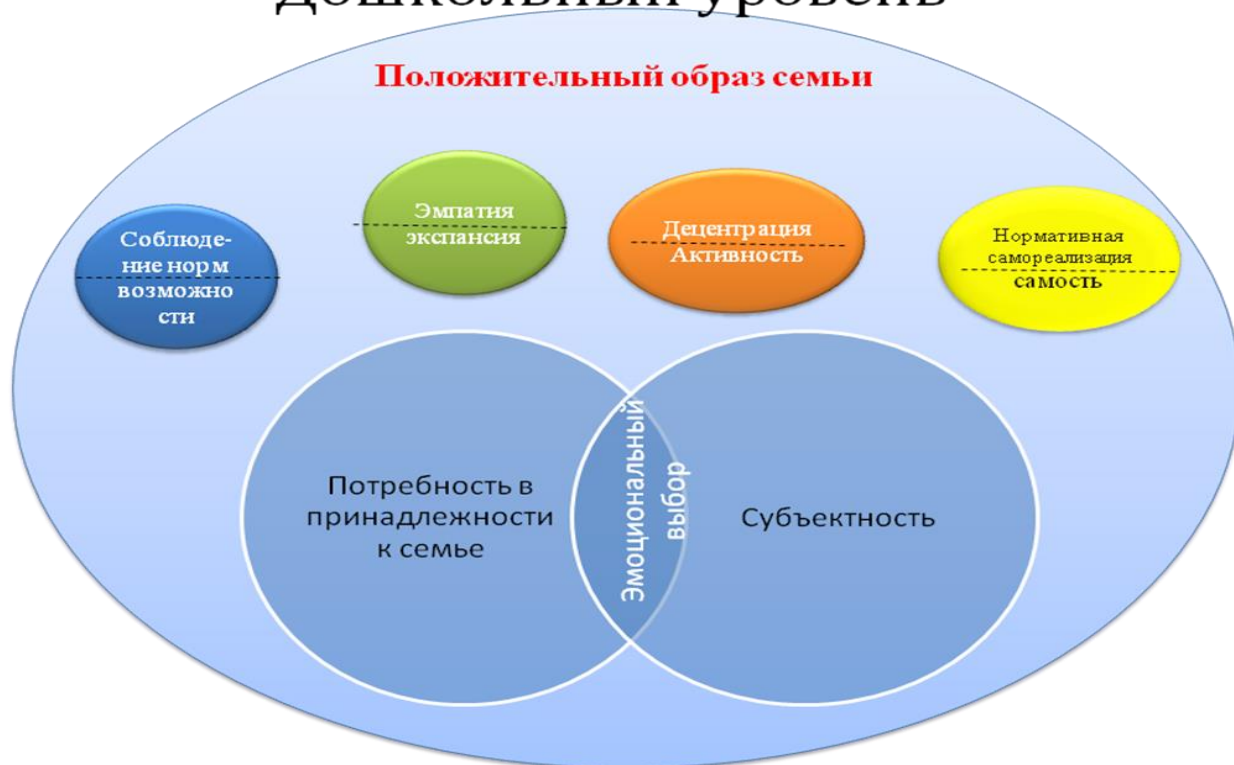 Дошкольный уровень
Положительный образ семьи
Эмпатия
экспансия
Децентрация
Активность
Соблюде-
ние норм
возможно
сти
Нормативная
самореализация
самость
Потребность в
принадлежности
к семье
Эмоциональный
выбор
Субъектность